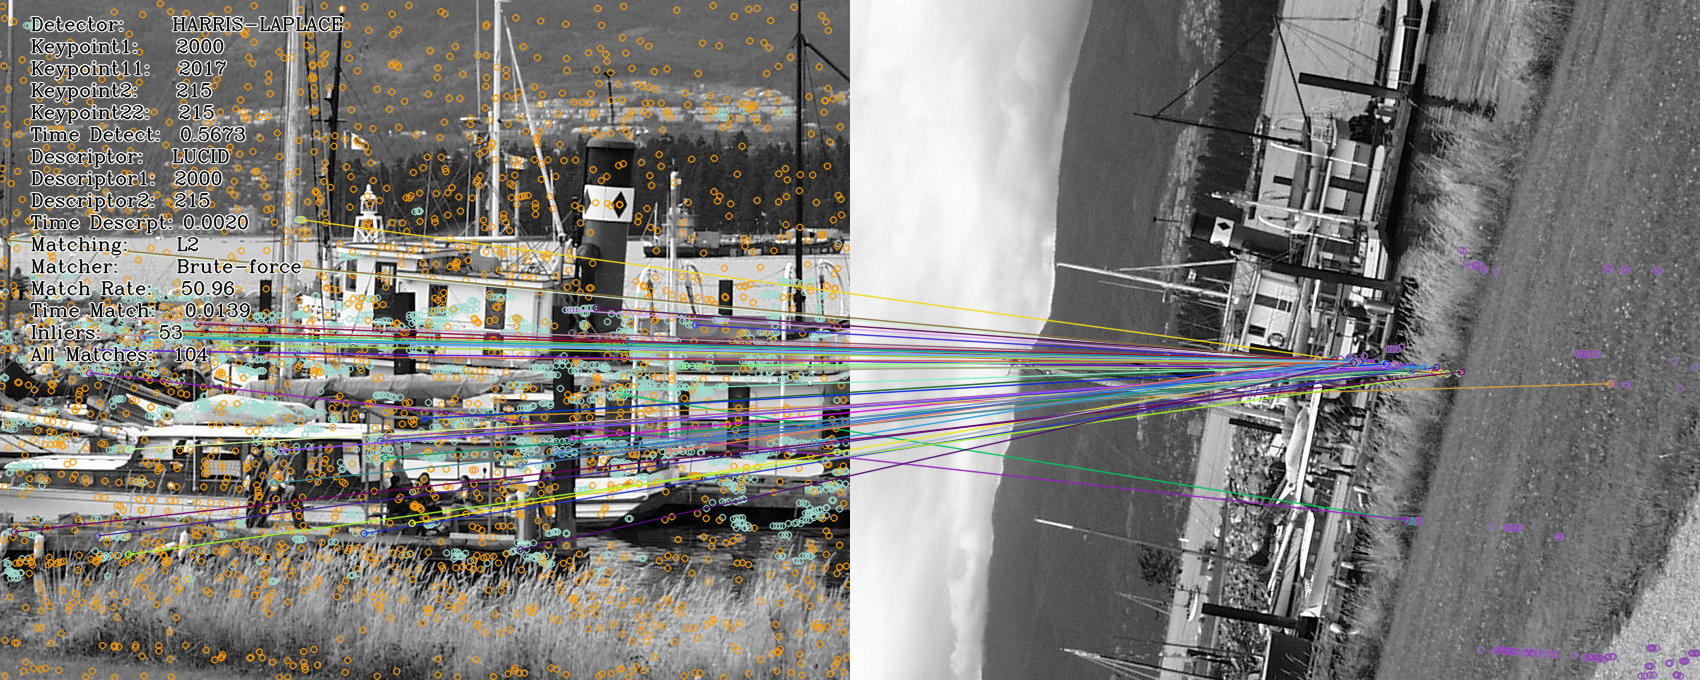 Detector: HARRIS-LAPLACE
Keypoint1: 2000
Keypoint11: 2017
Keypoint2: 215
Keypoint22: 215
Time Detect: 0.5673
Descriptor: LUCID
Descriptor1: 2000
Descriptor2: 215
Time Descrpt: 0.0020
Matching: L2
Matcher: Brute-force
Match Rate: 50.96
Time Match: 0.0139
Inliers: 53
All Matches: 104